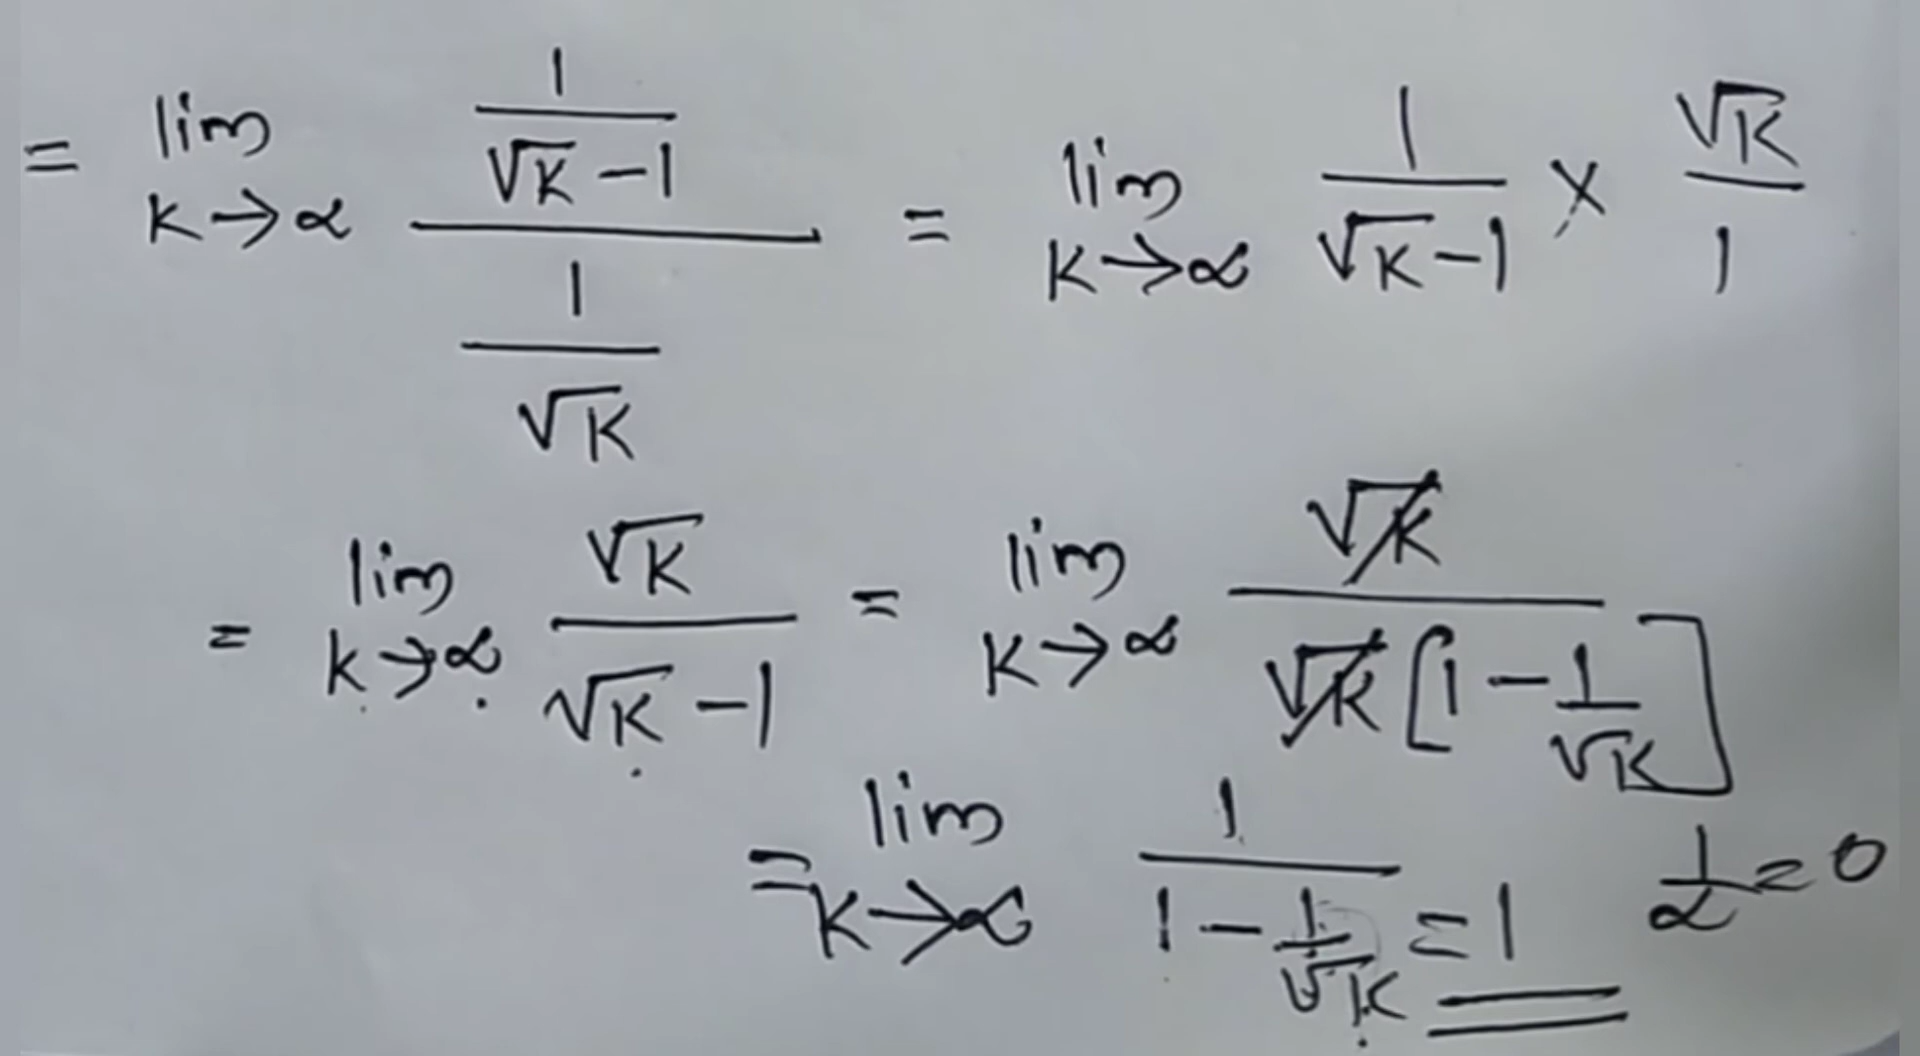 = lim K→∝ (1/(√K −1))/(1/√K) = lim K→∝ 1/(√K−1) × √K/1
= lim k→∝ √K/(√K −1) = lim K→∝ √K/(√K[1 − 1/√K])
= lim K→∝ 1/(1 − 1/√K) = 1 1/∝ = 0